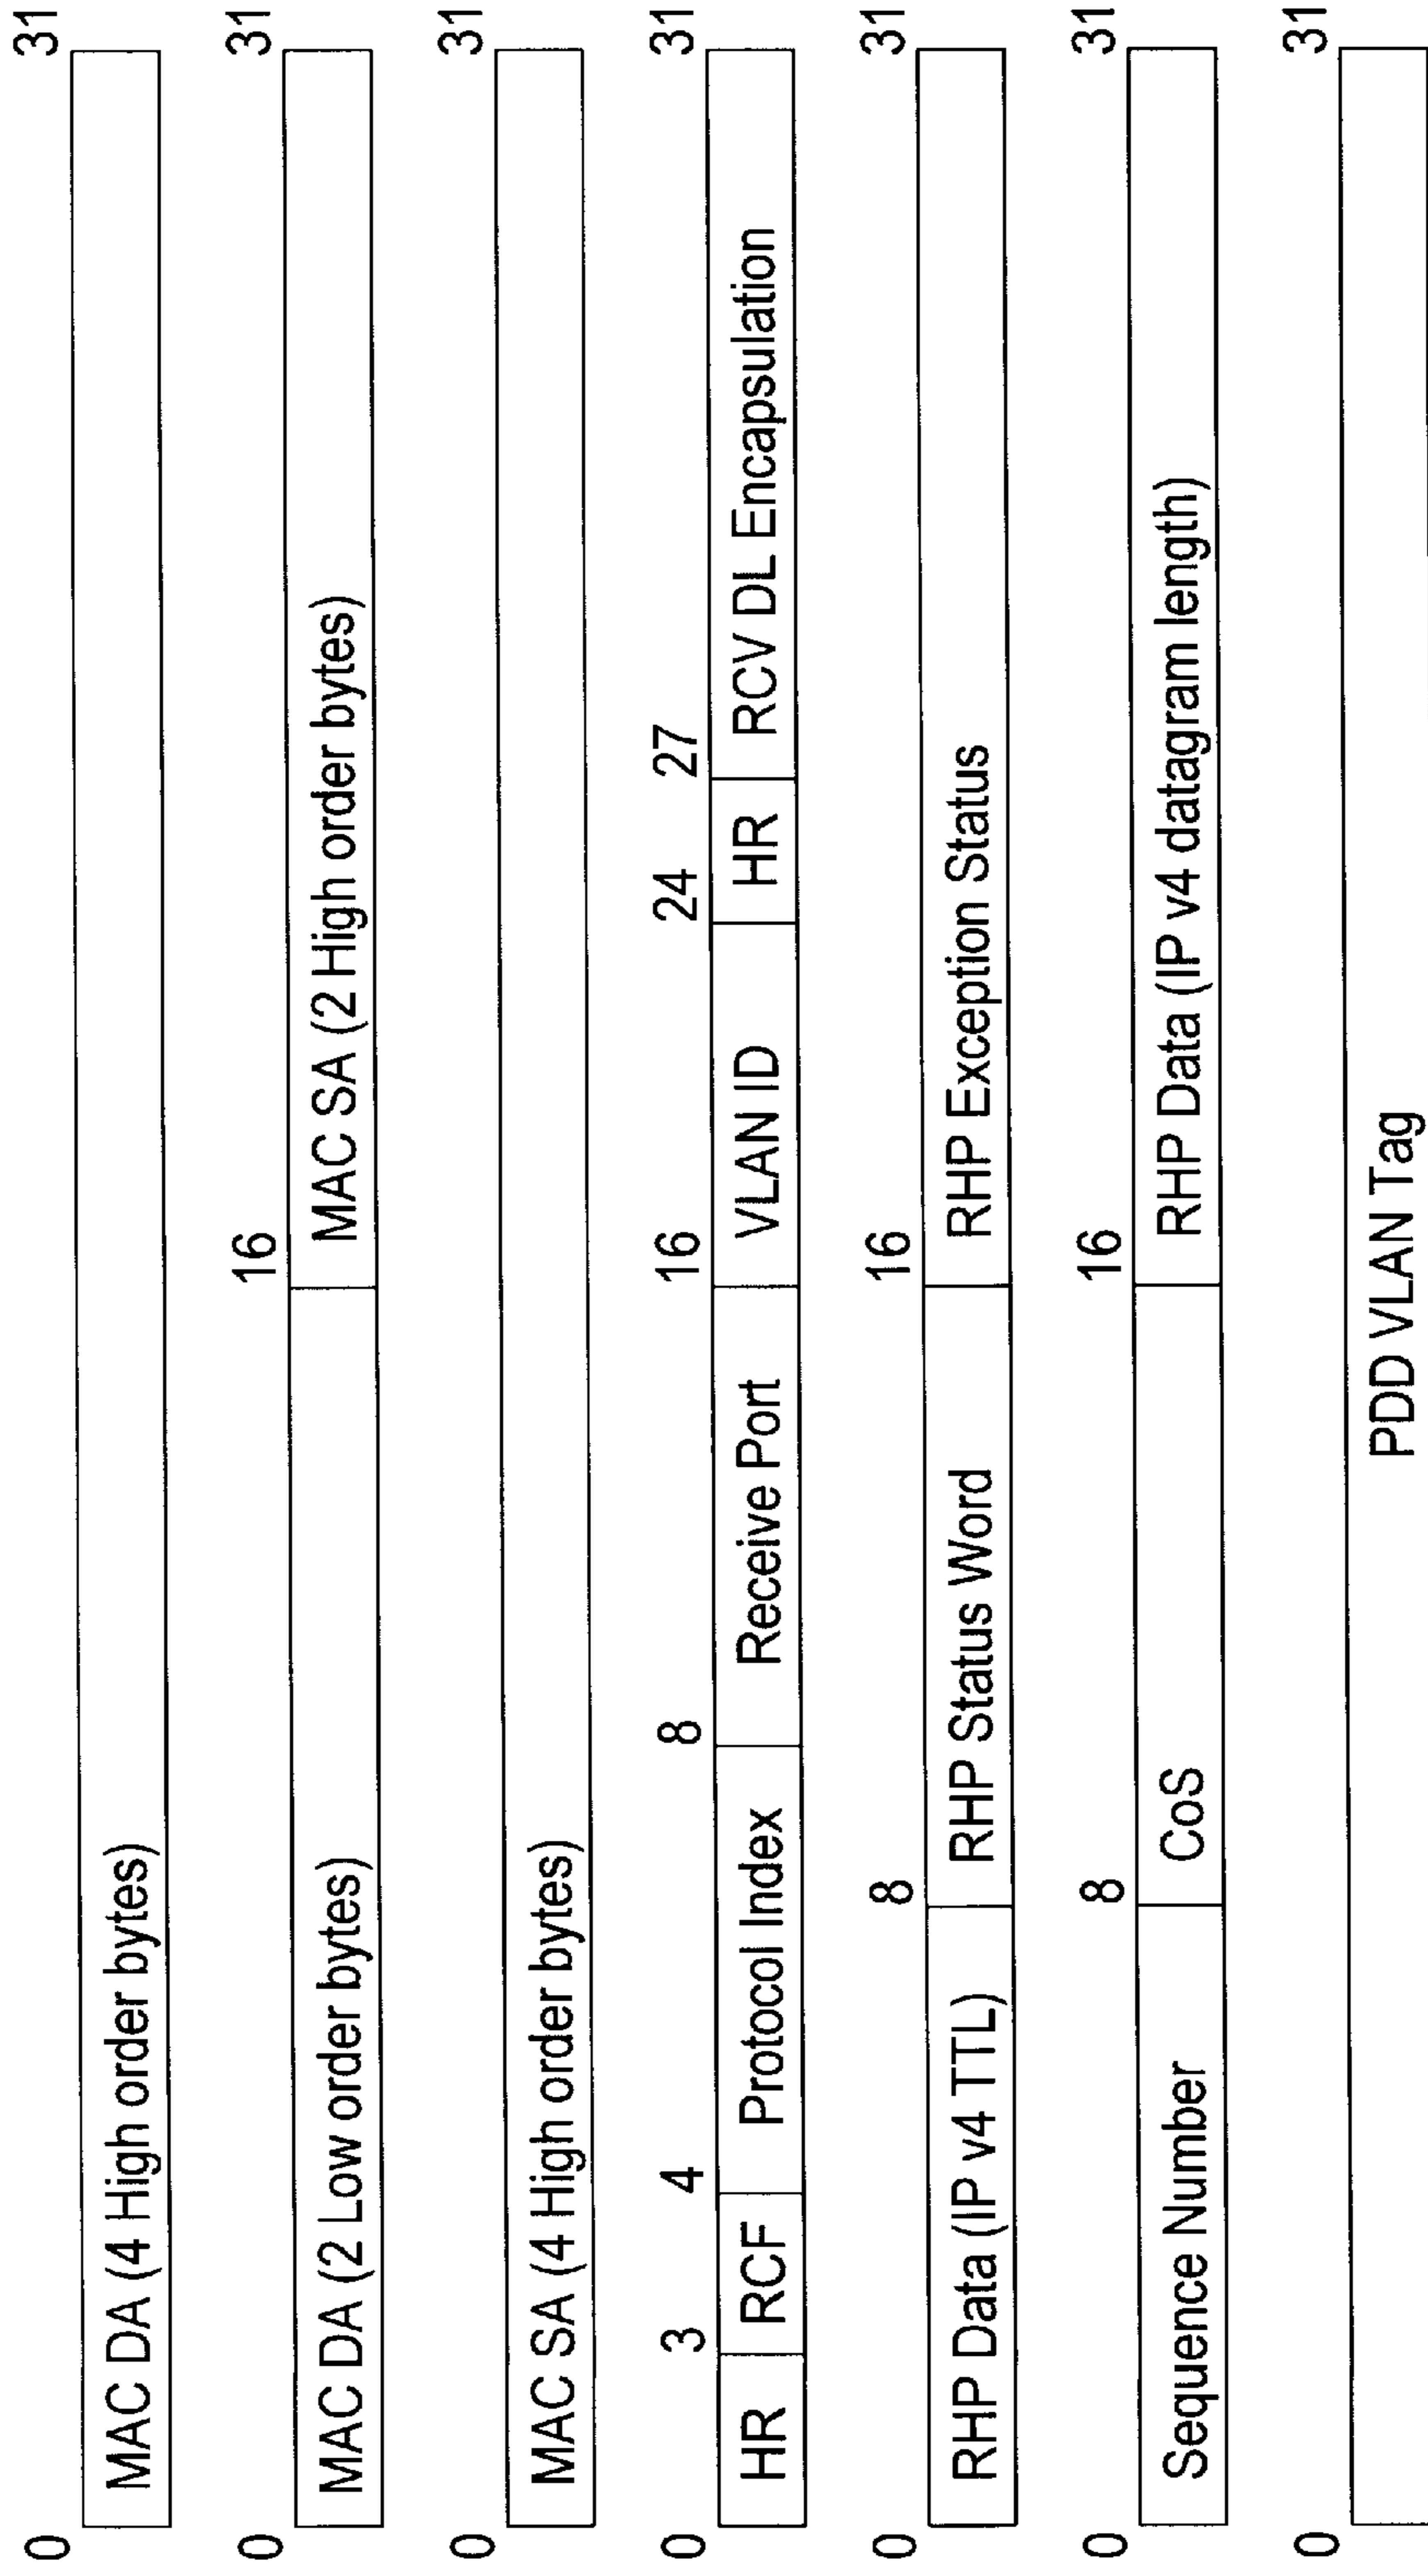 0 31
MAC DA (4 High order bytes)
0 16 31
MAC DA (2 Low order bytes) MAC SA (2 High order bytes)
0 31
MAC SA (4 High order bytes)
0 3 4 8 16 24 27 31
HR RCF Protocol Index Receive Port VLAN ID HR RCV DL Encapsulation
0 8 16 31
RHP Data (IP v4 TTL) RHP Status Word RHP Exception Status
0 8 16 31
Sequence Number CoS RHP Data (IP v4 datagram length)
0 31
PDD VLAN Tag